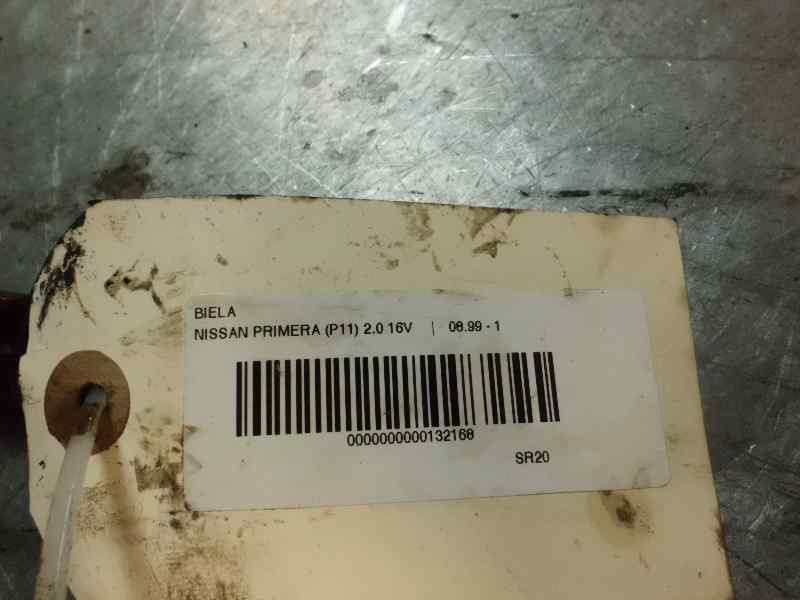 BIELA
NISSAN PRIMERA (P11) 2.0 16V | 08.99 - 1
0000000000132168
SR20